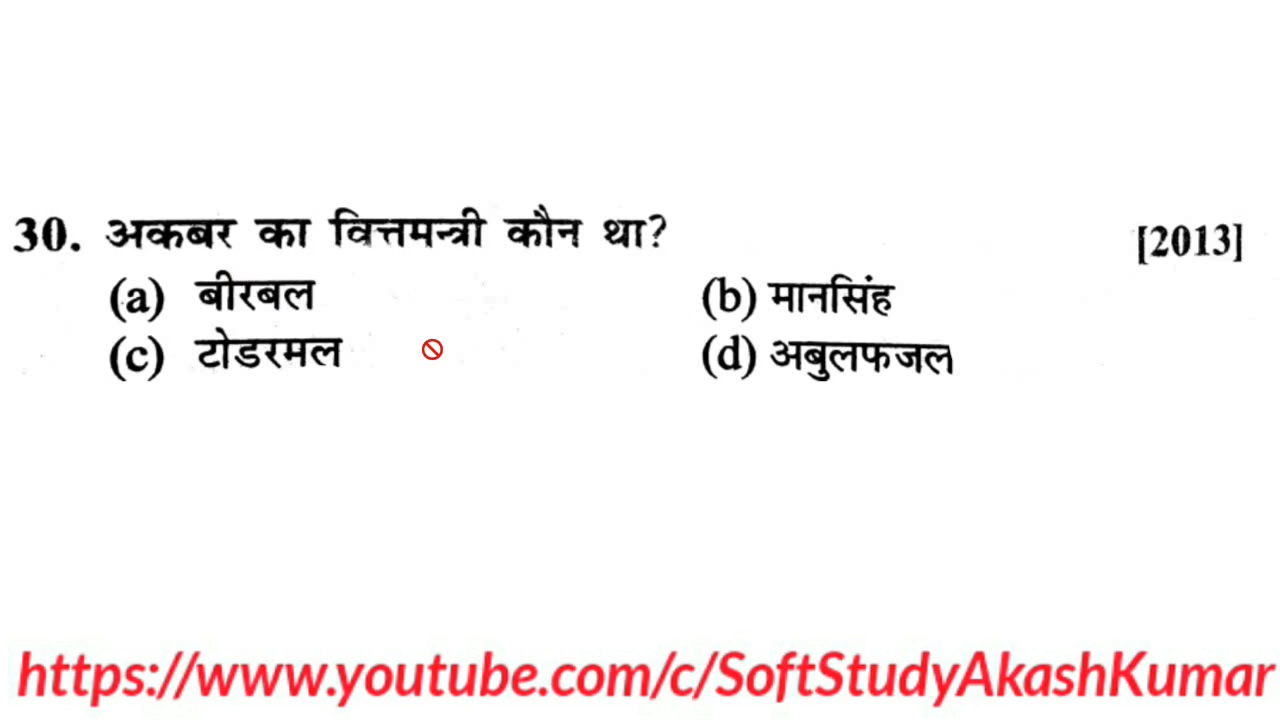 30. अकबर का वित्तमन्त्री कौन था? [2013]
(a) बीरबल (b) मानसिंह
(c) टोडरमल (d) अबुलफजल
https://www.youtube.com/c/SoftStudyAkashKumar